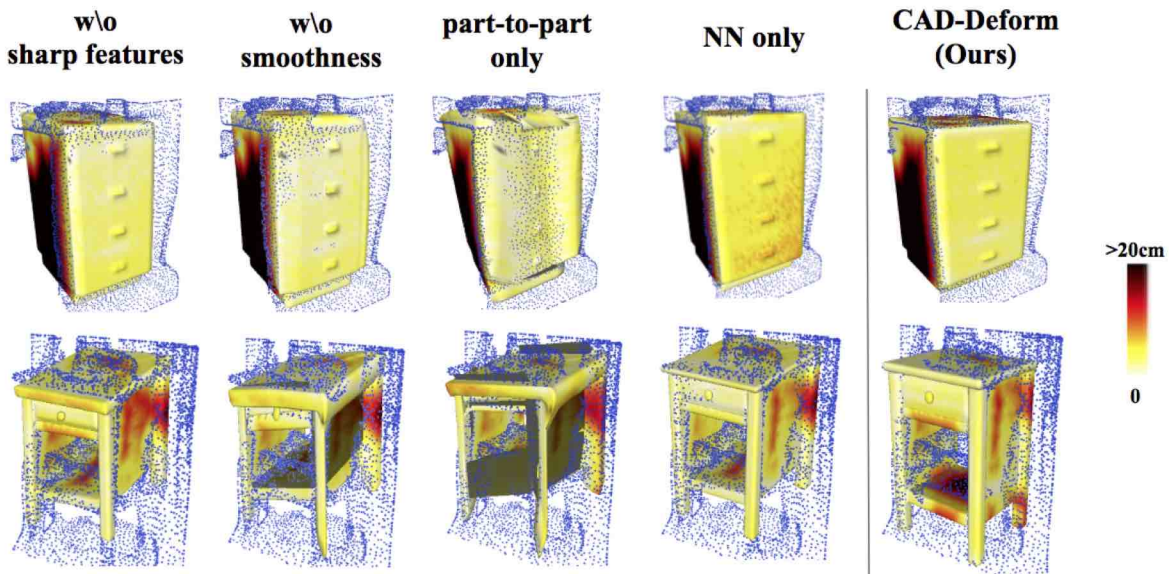 w\o
sharp features
w\o
smoothness
part-to-part
only
NN only
CAD-Deform
(Ours)
>20cm
0